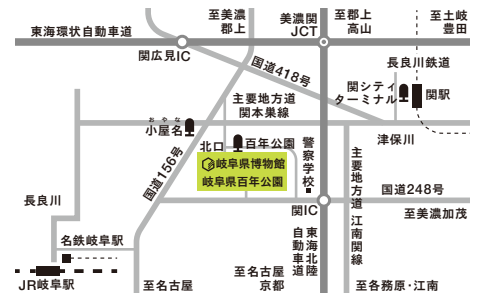 東海環状自動車道
至美濃
郡上
美濃関
JCT
至郡上
高山
至土岐
豊田
関広見IC
国道418号
長良川鉄道
関シティ
ターミナル
関駅
主要地方道
関本巣線
おやな
小屋名
北口
百年公園
警察学校
津保川
岐阜県博物館
岐阜県百年公園
国道156号
主要地方道 江南関線
国道248号
長良川
関IC
至美濃加茂
名鉄岐阜駅
東海北陸
自動車道
JR岐阜駅
至名古屋
至名古屋
京都
至各務原・江南